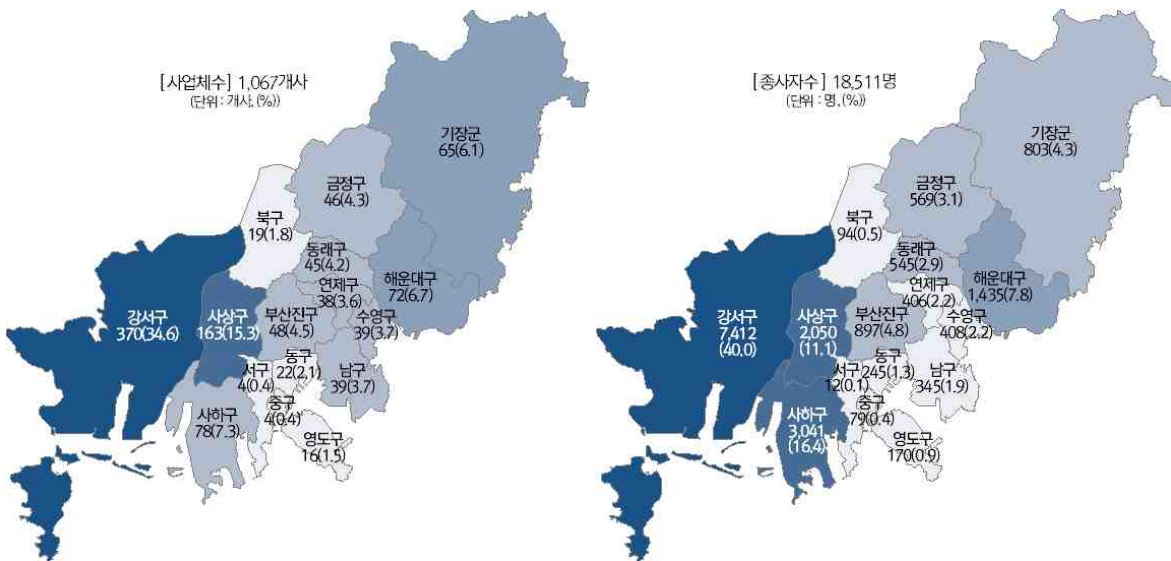 [사업체수] 1,067개사
(단위 : 개사, (%))
기장군
65(6.1)
금정구
46(4.3)
북구
19(1.8)
동래구
45(4.2)
연제구
38(3.6)
해운대구
72(6.7)
강서구
370(34.6)
사상구
163(15.3)
부산진구
48(4.5)
수영구
39(3.7)
동구
22(2.1)
서구
4(0.4)
남구
39(3.7)
중구
4(0.4)
사하구
78(7.3)
영도구
16(1.5)
[종사자수] 18,511명
(단위 : 명, (%))
기장군
803(4.3)
금정구
569(3.1)
북구
94(0.5)
동래구
545(2.9)
연제구
406(2.2)
해운대구
1,435(7.8)
강서구
7,412
(40.0)
사상구
2,050
(11.1)
부산진구
897(4.8)
수영구
408(2.2)
동구
245(1.3)
서구
12(0.1)
남구
345(1.9)
중구
79(0.4)
사하구
3,041
(16.4)
영도구
170(0.9)